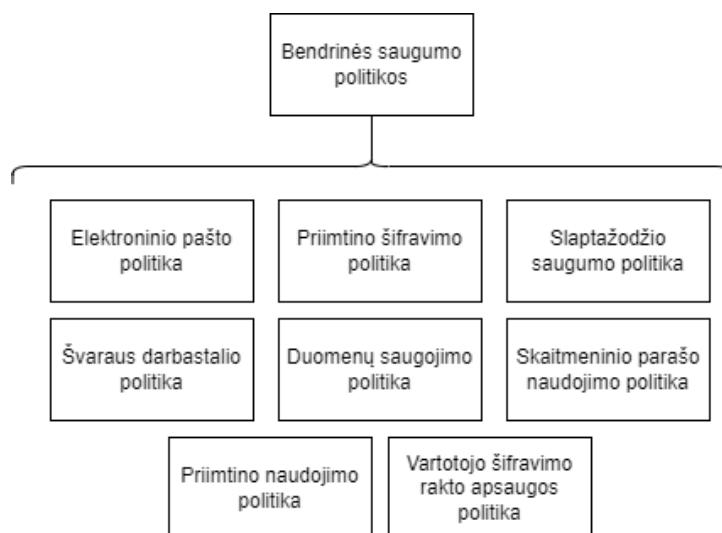 Bendrinės saugumo
politikos
Elektroninio pašto
politika
Priimtino šifravimo
politika
Slaptažodžio
saugumo politika
Švaraus darbastalio
politika
Duomenų saugojimo
politika
Skaitmeninio parašo
naudojimo politika
Priimtino naudojimo
politika
Vartotojo šifravimo
rakto apsaugos
politika